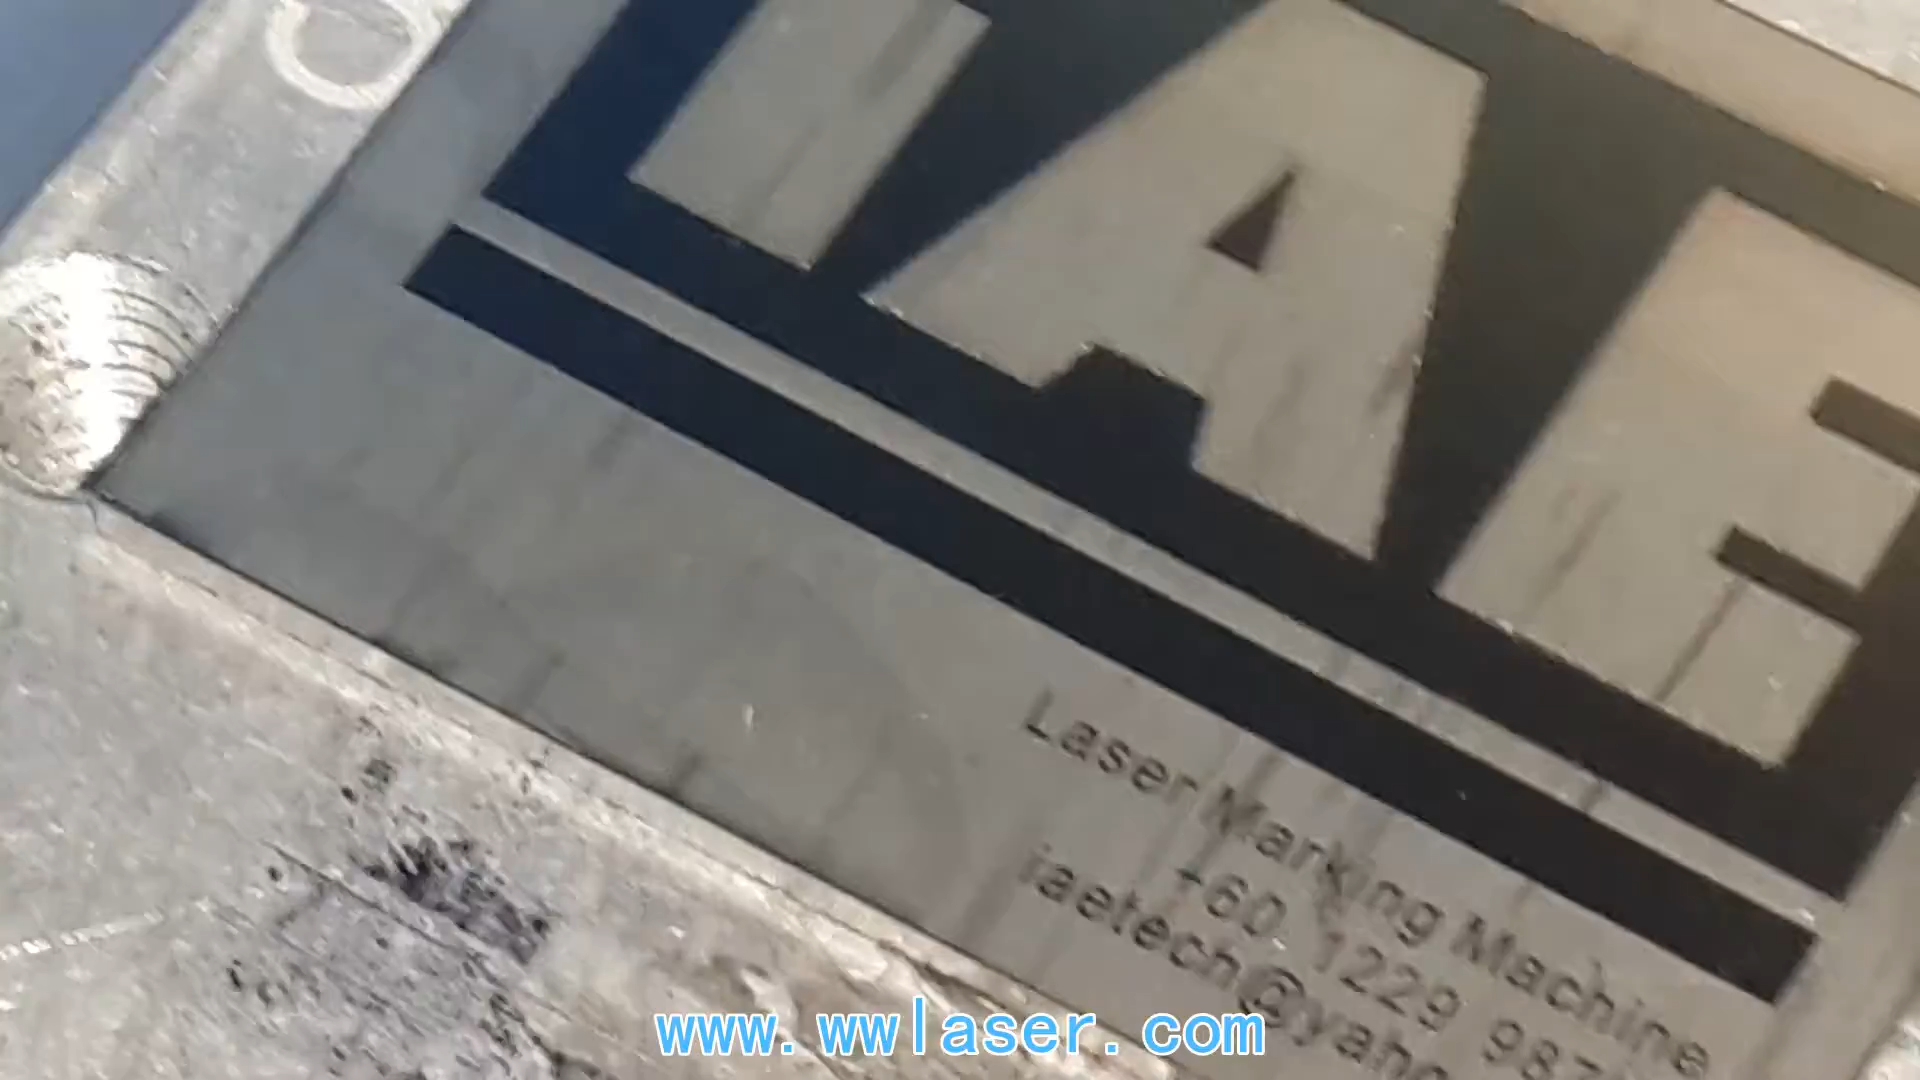 IAE
Laser Marking Machine
+60 1229 987
iaetech@yaho
www.wwlaser.com